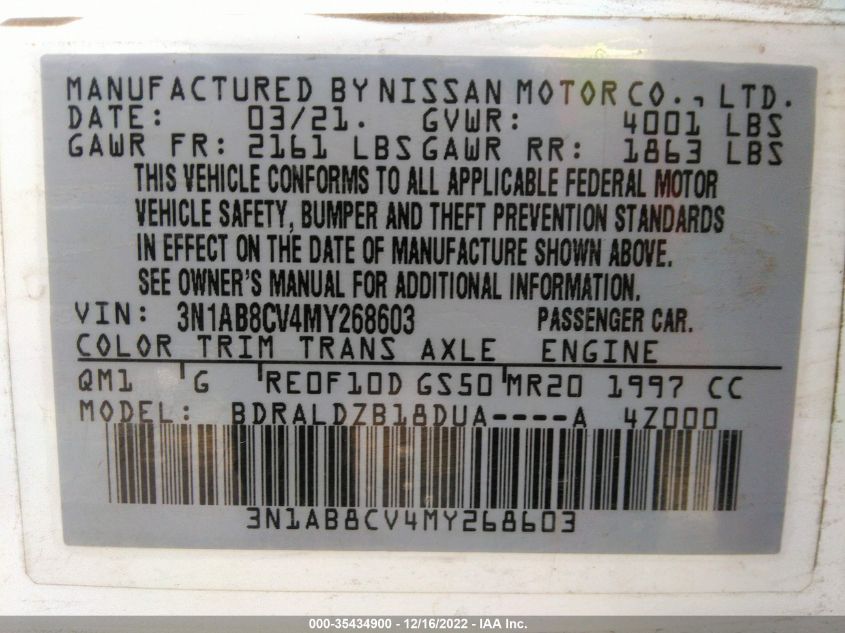 MANUFACTURED BY NISSAN MOTOR CO., LTD.
DATE: 03/21. GVWR: 4001 LBS
GAWR FR: 2161 LBS GAWR RR: 1863 LBS
THIS VEHICLE CONFORMS TO ALL APPLICABLE FEDERAL MOTOR
VEHICLE SAFETY, BUMPER AND THEFT PREVENTION STANDARDS
IN EFFECT ON THE DATE OF MANUFACTURE SHOWN ABOVE.
SEE OWNER'S MANUAL FOR ADDITIONAL INFORMATION.
VIN: 3N1AB8CV4MY268603 PASSENGER CAR.
COLOR TRIM TRANS AXLE ENGINE
QM1 G RE0F10D GS50 MR20 1997 CC
MODEL: BDRALDZB18DUA----A 4Z000
3N1AB8CV4MY268603
000-35434900 - 12/16/2022 - IAA Inc.